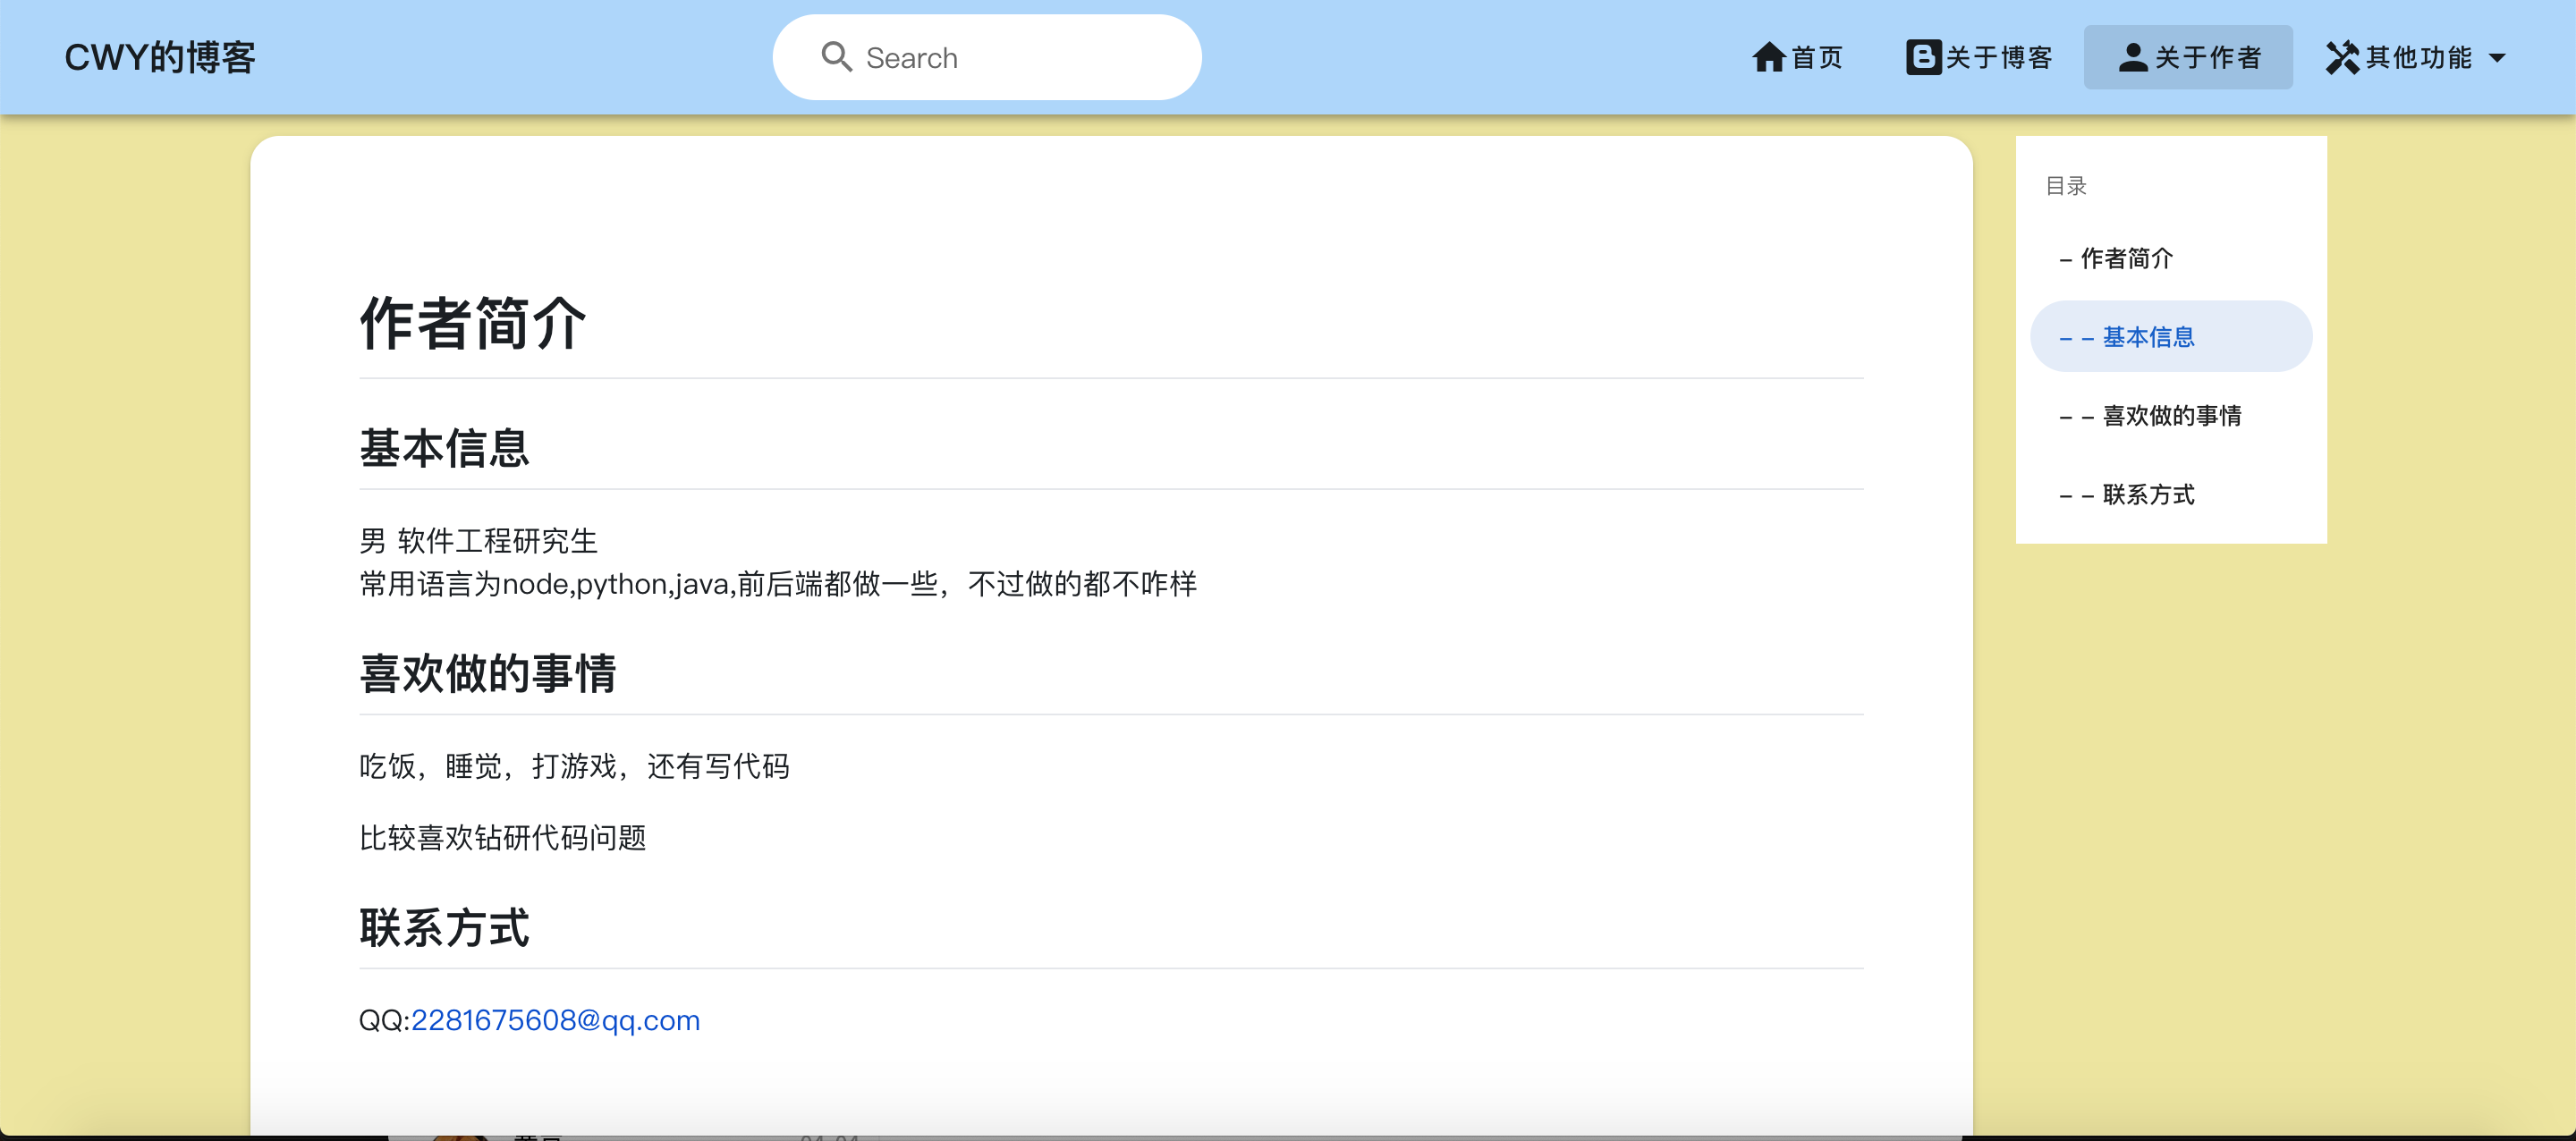 CWY的博客
Search
首页
关于博客
关于作者
其他功能
作者简介
基本信息
男 软件工程研究生
常用语言为node,python,java,前后端都做一些，不过做的都不咋样
喜欢做的事情
吃饭，睡觉，打游戏，还有写代码
比较喜欢钻研代码问题
联系方式
QQ:2281675608@qq.com
目录
– 作者简介
– – 基本信息
– – 喜欢做的事情
– – 联系方式